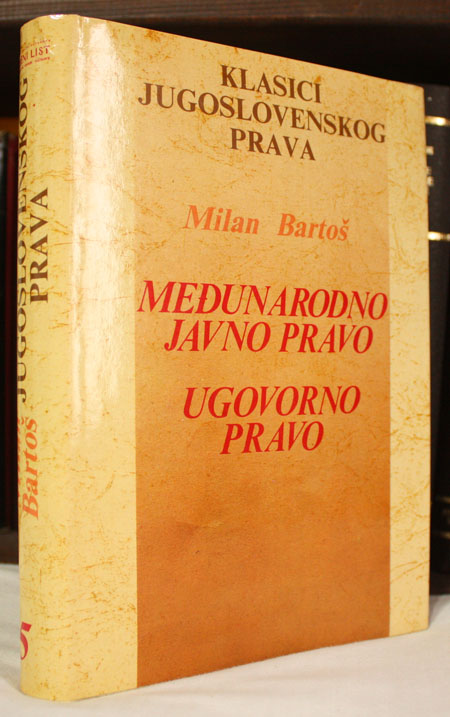 KLASICI
JUGOSLOVENSKOG
PRAVA
Milan Bartoš
MEĐUNARODNO
JAVNO PRAVO
UGOVORNO
PRAVO
JUGOSLOVENSKOG
PRAVA
Bartoš
5